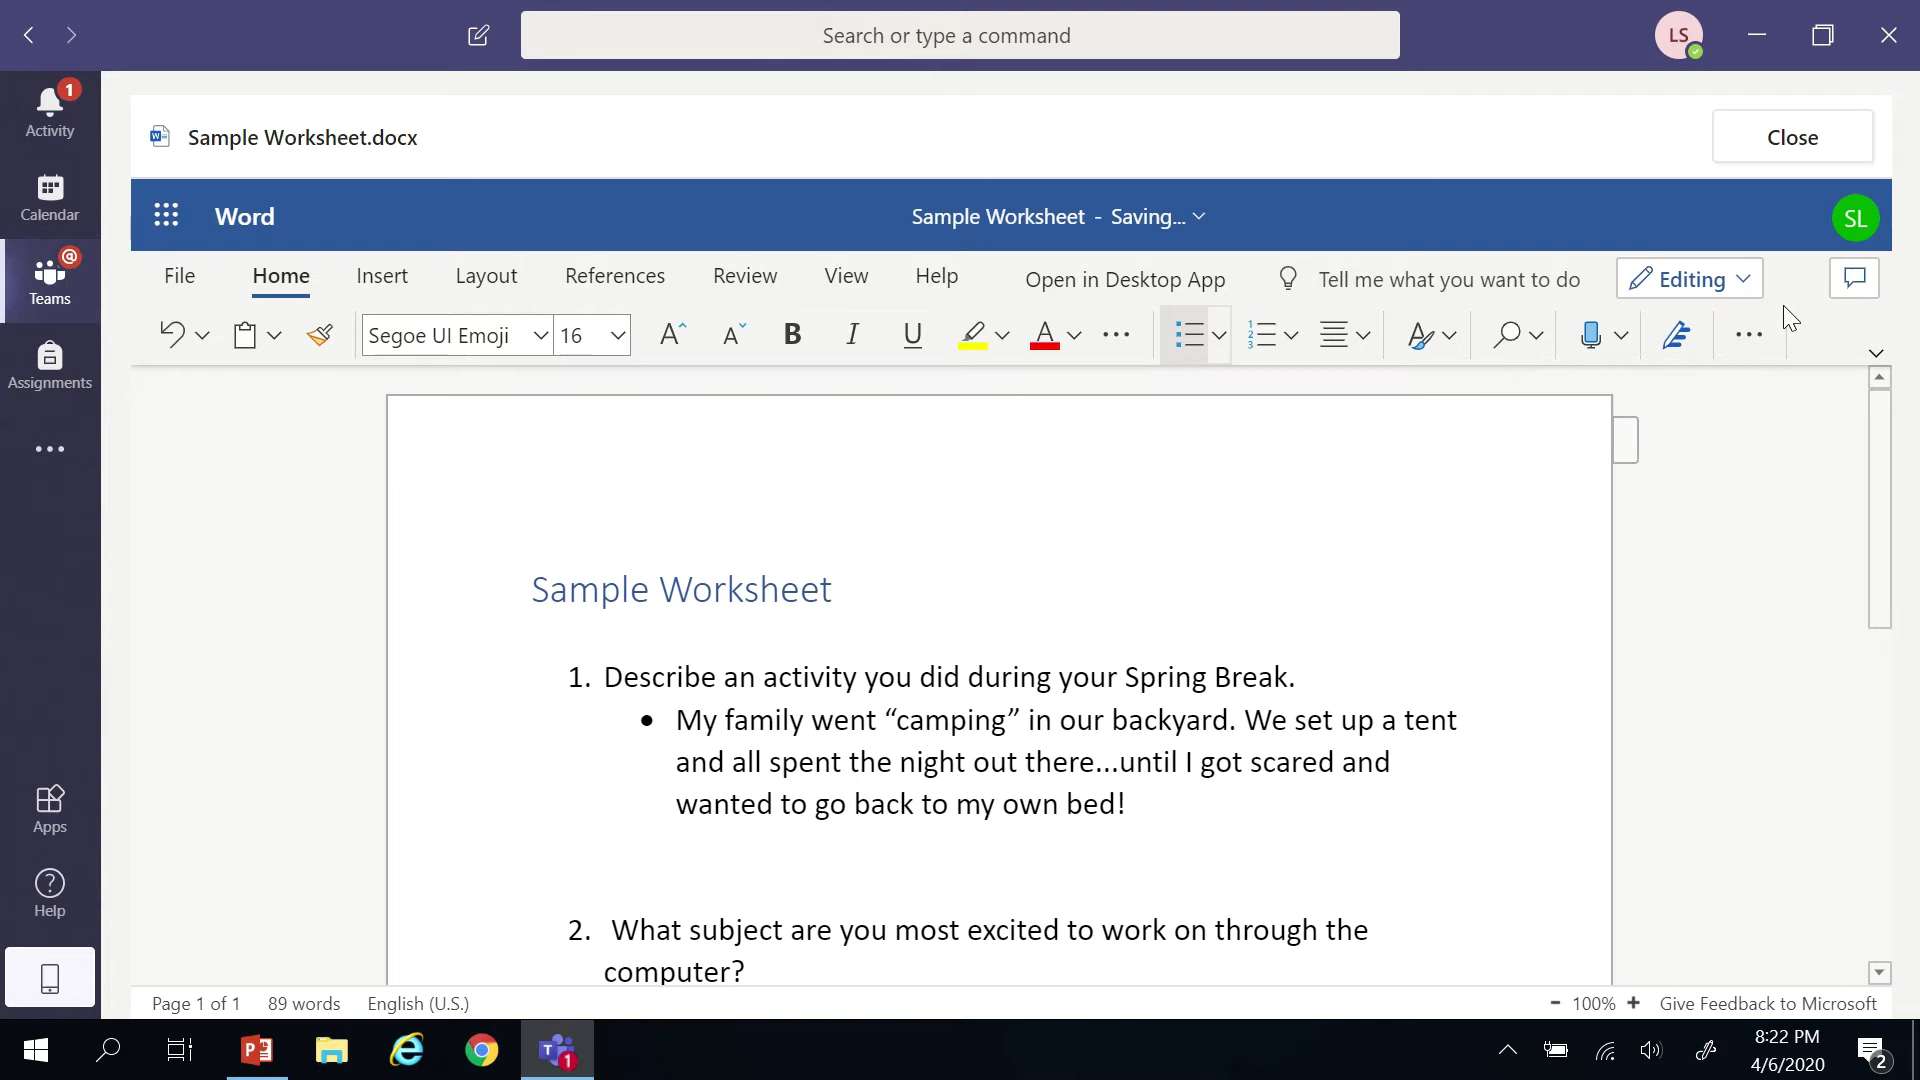 Search or type a command
LS
1
Activity
Calendar
@
Teams
Assignments
Apps
Help
Sample Worksheet.docx
Close
Word
Sample Worksheet - Saving...
SL
File Home Insert Layout References Review View Help Open in Desktop App Tell me what you want to do Editing
Segoe UI Emoji 16 A A B I U A
Sample Worksheet
1. Describe an activity you did during your Spring Break.
• My family went “camping” in our backyard. We set up a tent
and all spent the night out there...until I got scared and
wanted to go back to my own bed!
2. What subject are you most excited to work on through the
computer?
Page 1 of 1 89 words English (U.S.) - 100% + Give Feedback to Microsoft
8:22 PM
4/6/2020
1
2